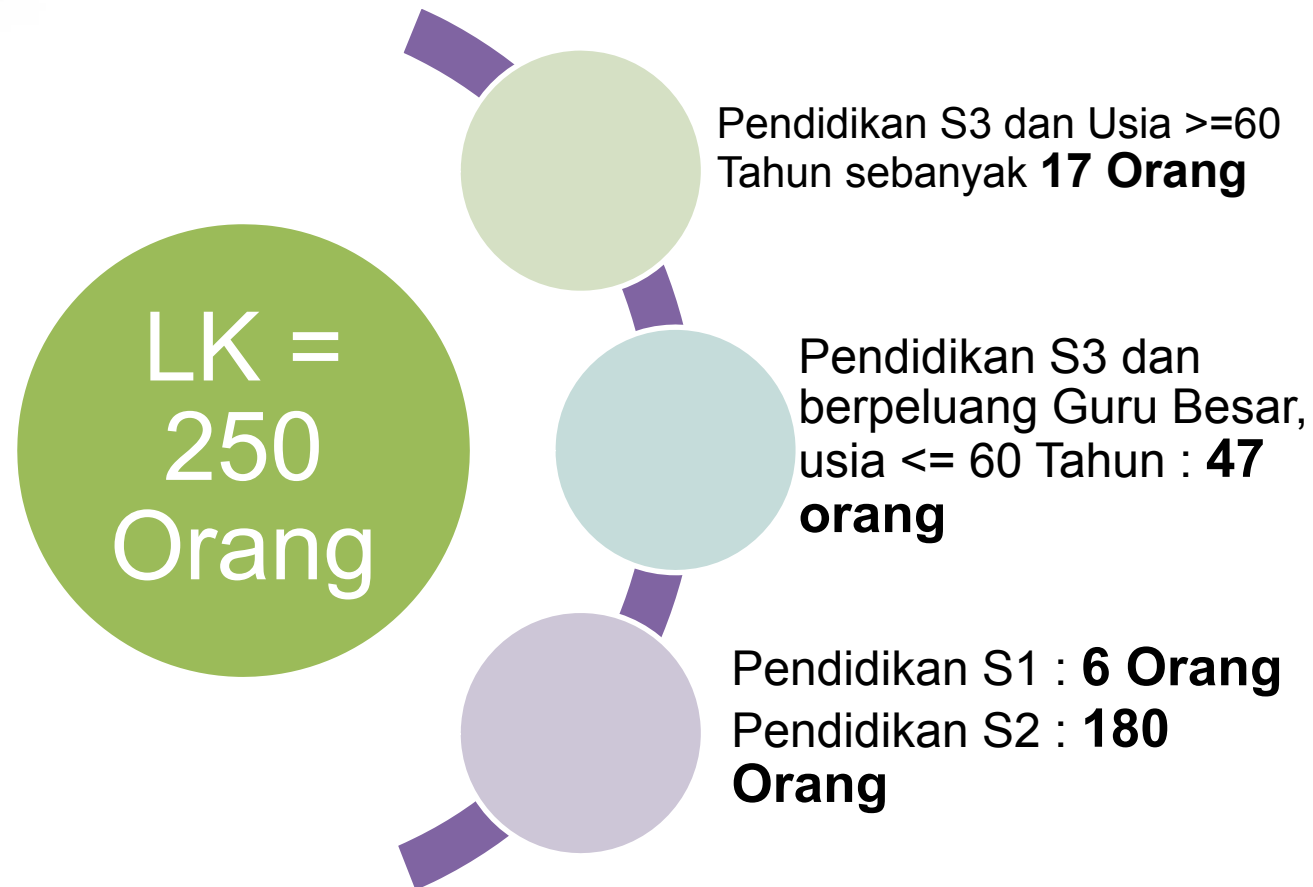 LK =
250
Orang
Pendidikan S3 dan Usia >=60
Tahun sebanyak 17 Orang
Pendidikan S3 dan
berpeluang Guru Besar,
usia <= 60 Tahun : 47
orang
Pendidikan S1 : 6 Orang
Pendidikan S2 : 180
Orang